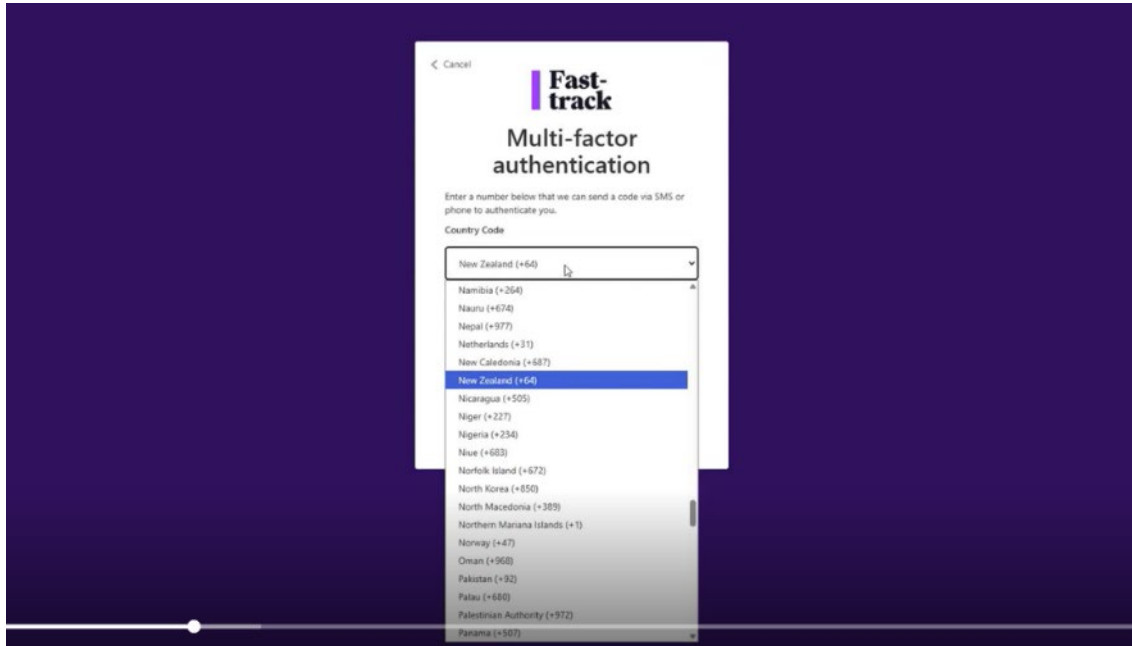 Cancel
Fast-
track
Multi-factor
authentication
Enter a number below that we can send a code via SMS or
phone to authenticate you.
Country Code
New Zealand (+64)
Namibia (+264)
Nauru (+674)
Nepal (+977)
Netherlands (+31)
New Caledonia (+687)
New Zealand (+64)
Nicaragua (+505)
Niger (+227)
Nigeria (+234)
Niue (+683)
Norfolk Island (+672)
North Korea (+850)
North Macedonia (+389)
Northern Mariana Islands (+1)
Norway (+47)
Oman (+968)
Pakistan (+92)
Palau (+680)
Palestinian Authority (+972)
Panama (+507)